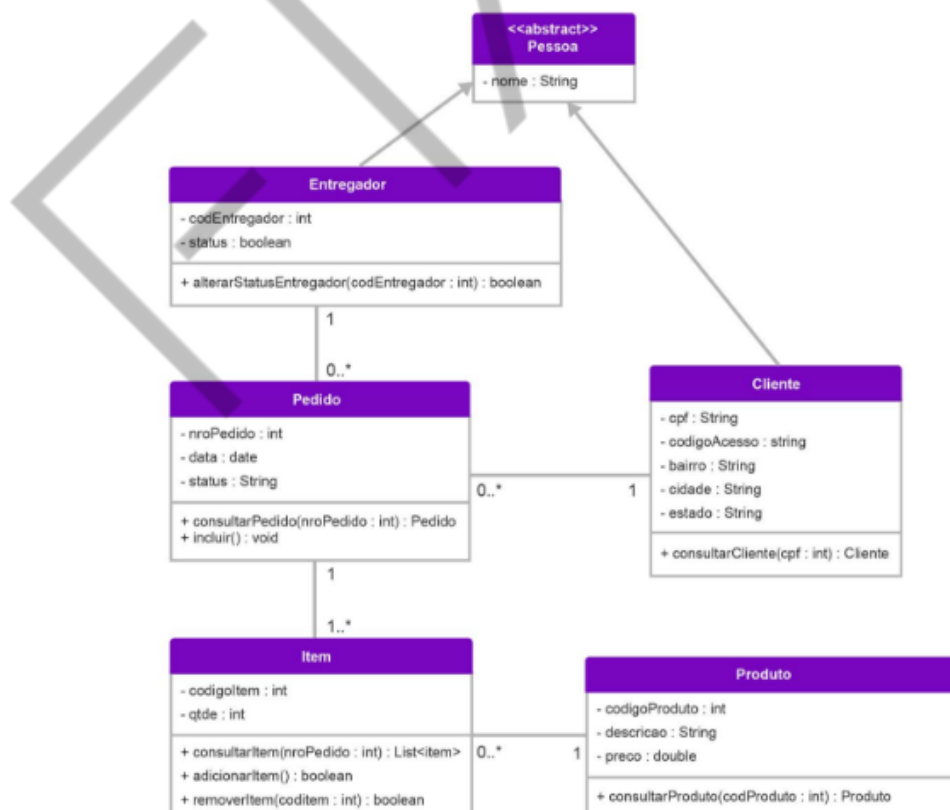 <<abstract>>
Pessoa
- nome : String
Entregador
- codEntregador : int
- status : boolean
+ alterarStatusEntregador(codEntregador : int) : boolean
1
0..*
Pedido
- nroPedido : int
- data : date
- status : String
+ consultarPedido(nroPedido : int) : Pedido
+ incluir() : void
0..*
1
Cliente
- cpf : String
- codigoAcesso : string
- bairro : String
- cidade : String
- estado : String
+ consultarCliente(cpf : int) : Cliente
1
1..*
Item
- codigoItem : int
- qtde : int
+ consultarItem(nroPedido : int) : List<item>
+ adicionarItem() : boolean
+ removerItem(coditem : int) : boolean
0..*
1
Produto
- codigoProduto : int
- descricao : String
- preco : double
+ consultarProduto(codProduto : int) : Produto